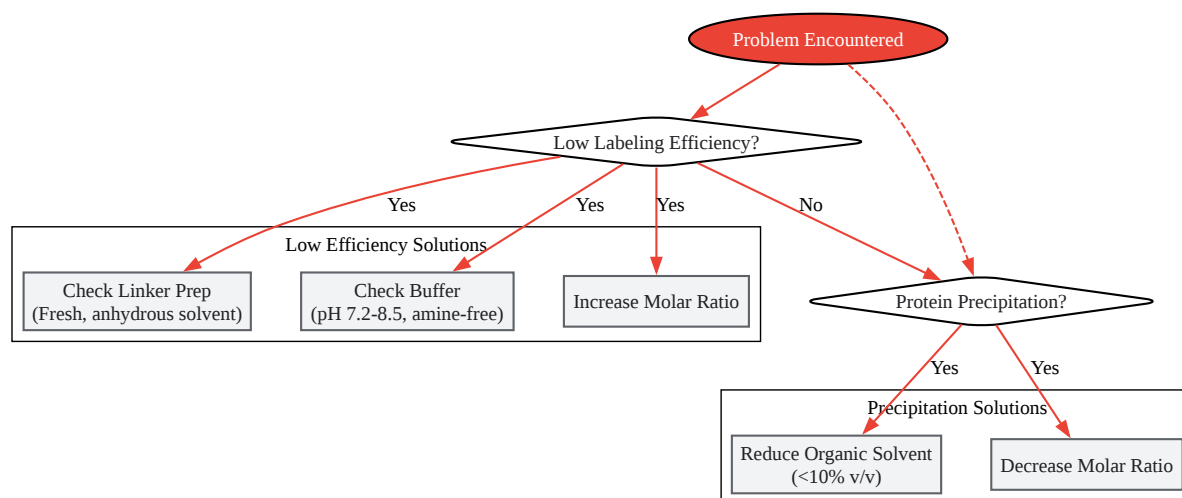 Problem Encountered
Low Labeling Efficiency?
Yes
Yes
Yes
No
Low Efficiency Solutions
Check Linker Prep
(Fresh, anhydrous solvent)
Check Buffer
(pH 7.2-8.5, amine-free)
Increase Molar Ratio
Protein Precipitation?
Yes
Yes
Precipitation Solutions
Reduce Organic Solvent
(<10% v/v)
Decrease Molar Ratio